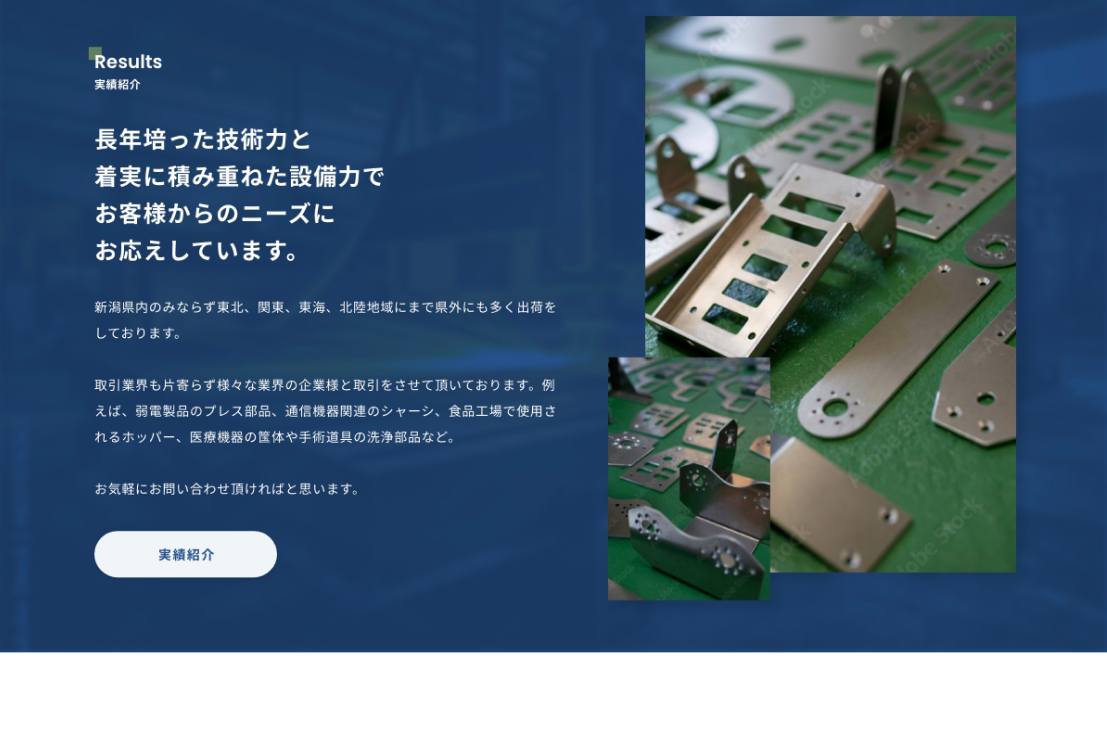 Results
実績紹介
長年培った技術力と
着実に積み重ねた設備力で
お客様からのニーズに
お応えしています。
新潟県内のみならず東北、関東、東海、北陸地域にまで県外にも多く出荷を
しております。
取引業界も片寄らず様々な業界の企業様と取引をさせて頂いております。例
えば、弱電製品のプレス部品、通信機器関連のシャーシ、食品工場で使用さ
れるホッパー、医療機器の筐体や手術道具の洗浄部品など。
お気軽にお問い合わせ頂ければと思います。
実績紹介
Adobe Stock